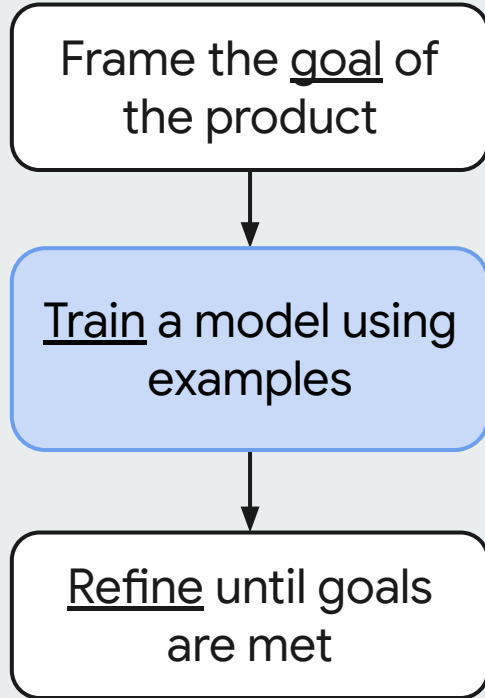 Frame the goal of
the product
Train a model using
examples
Refine until goals
are met